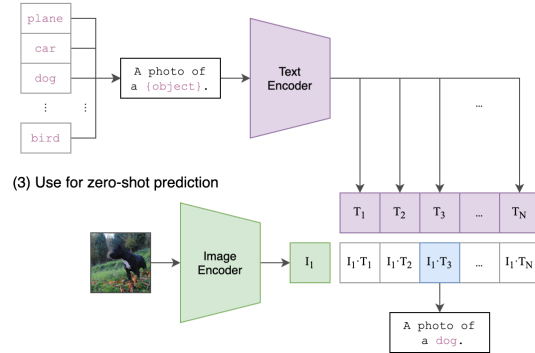 plane
car
dog
⋮
⋮
bird
A photo of
a {object}.
Text
Encoder
...
(3) Use for zero-shot prediction
Image
Encoder
I1
T1 T2 T3 ... TN
I1·T1 I1·T2 I1·T3 ... I1·TN
A photo of
a dog.